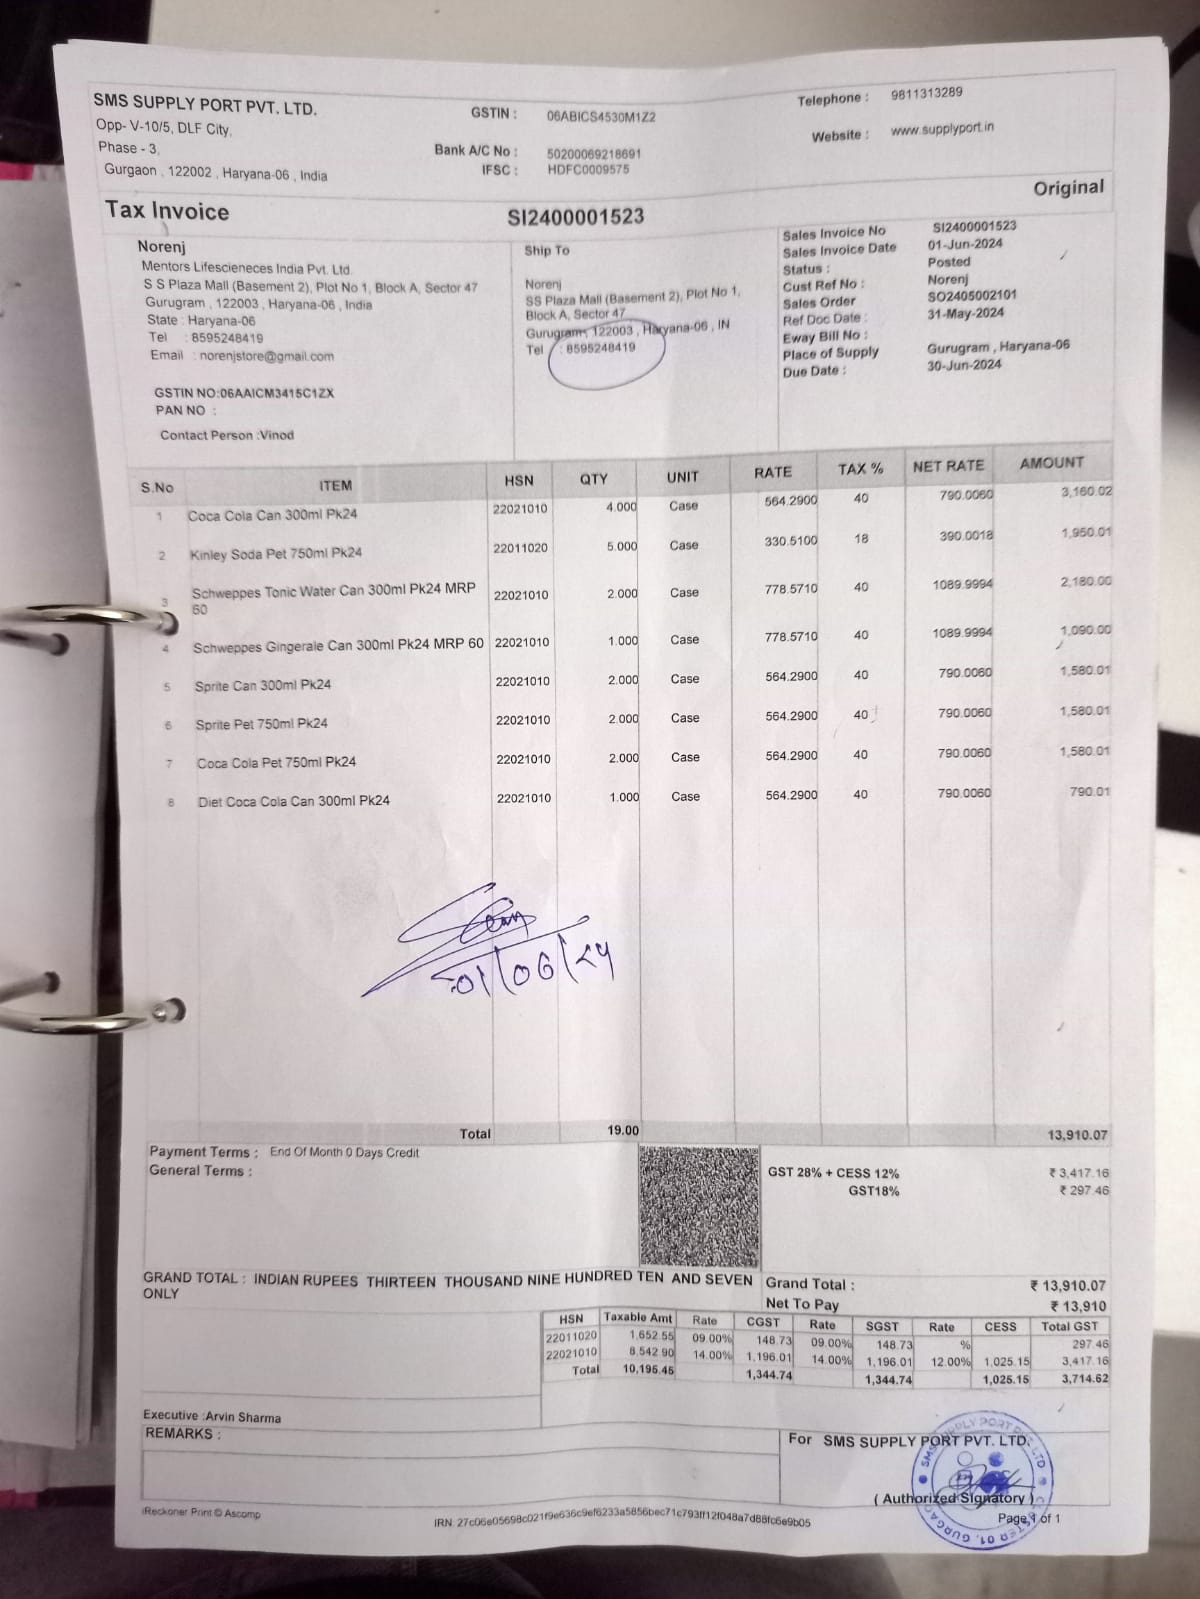 SMS SUPPLY PORT PVT. LTD.
Opp- V-10/5, DLF City,
Phase - 3,
Gurgaon , 122002 , Haryana-06 , India
GSTIN : 06ABICS4530M1Z2
Bank A/C No : 50200069218691
IFSC : HDFC0009575
Telephone : 9811313289
Website : www.supplyport.in
Original
Tax Invoice
SI2400001523
Norenj
Mentors Lifescieneces India Pvt. Ltd.
S S Plaza Mall (Basement 2), Plot No 1, Block A, Sector 47
Gurugram , 122003 , Haryana-06 , India
State : Haryana-06
Tel : 8595248419
Email : norenjstore@gmail.com
GSTIN NO:06AAICM3415C1ZX
PAN NO :
Contact Person :Vinod
Ship To
Norenj
SS Plaza Mall (Basement 2), Plot No 1,
Block A, Sector 47
Gurugram, 122003 , Haryana-06 , IN
Tel : 8595248419
Sales Invoice No SI2400001523
Sales Invoice Date 01-Jun-2024
Status : Posted
Cust Ref No : Norenj
Sales Order SO2405002101
Ref Doc Date : 31-May-2024
Eway Bill No :
Place of Supply Gurugram , Haryana-06
Due Date : 30-Jun-2024
S.No ITEM HSN QTY UNIT RATE TAX % NET RATE AMOUNT
1 Coca Cola Can 300ml Pk24 22021010 4.000 Case 564.2900 40 790.0060 3,160.02
2 Kinley Soda Pet 750ml Pk24 22011020 5.000 Case 330.5100 18 390.0018 1,950.01
3 Schweppes Tonic Water Can 300ml Pk24 MRP 22021010 2.000 Case 778.5710 40 1089.9994 2,180.00
60
4 Schweppes Gingerale Can 300ml Pk24 MRP 60 22021010 1.000 Case 778.5710 40 1089.9994 1,090.00
5 Sprite Can 300ml Pk24 22021010 2.000 Case 564.2900 40 790.0060 1,580.01
6 Sprite Pet 750ml Pk24 22021010 2.000 Case 564.2900 40 790.0060 1,580.01
7 Coca Cola Pet 750ml Pk24 22021010 2.000 Case 564.2900 40 790.0060 1,580.01
8 Diet Coca Cola Can 300ml Pk24 22021010 1.000 Case 564.2900 40 790.0060 790.01
01/06/24
Total 19.00 13,910.07
Payment Terms : End Of Month 0 Days Credit
General Terms :
GST 28% + CESS 12% ₹ 3,417.16
GST18% ₹ 297.46
GRAND TOTAL : INDIAN RUPEES THIRTEEN THOUSAND NINE HUNDRED TEN AND SEVEN
ONLY
Grand Total : ₹ 13,910.07
Net To Pay ₹ 13,910
HSN Taxable Amt Rate CGST Rate SGST Rate CESS Total GST
22011020 1,652.55 09.00% 148.73 09.00% 148.73 % 297.46
22021010 8,542.90 14.00% 1,196.01 14.00% 1,196.01 12.00% 1,025.15 3,417.16
Total 10,195.45 1,344.74 1,344.74 1,025.15 3,714.62
Executive :Arvin Sharma
REMARKS :
For SMS SUPPLY PORT PVT. LTD.
(Authorized Signatory)
Page 1 of 1
iReckoner Print © Ascomp
IRN. 27c06e05698c021f9e636c9ef6233a5856bec71c793ff12f048a7d88fc6e9b05